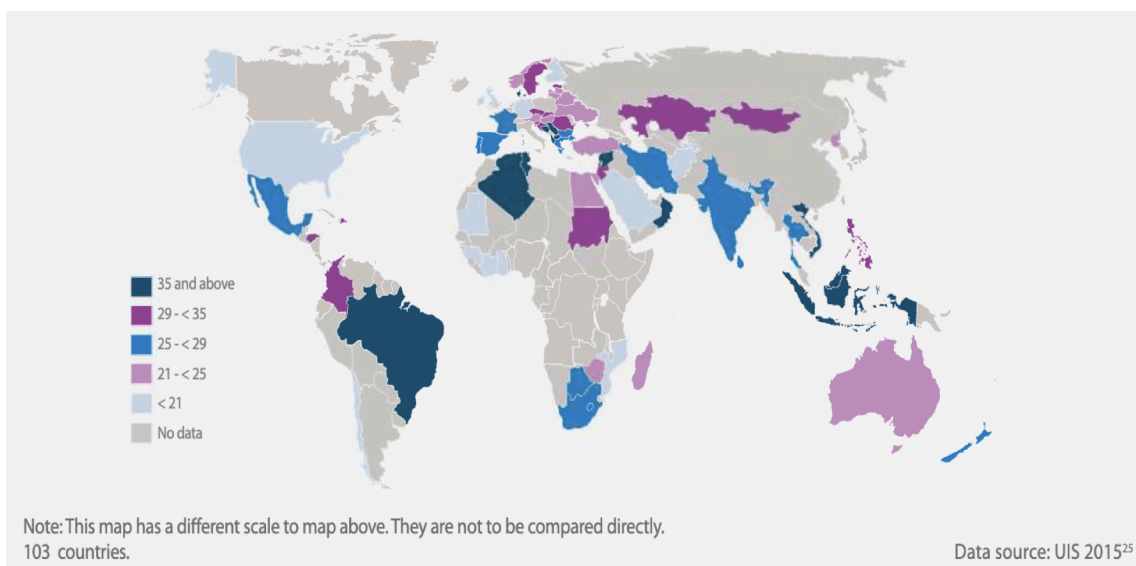 35 and above
29 - < 35
25 - < 29
21 - < 25
< 21
No data
Note: This map has a different scale to map above. They are not to be compared directly.
103 countries.
Data source: UIS 2015²⁵